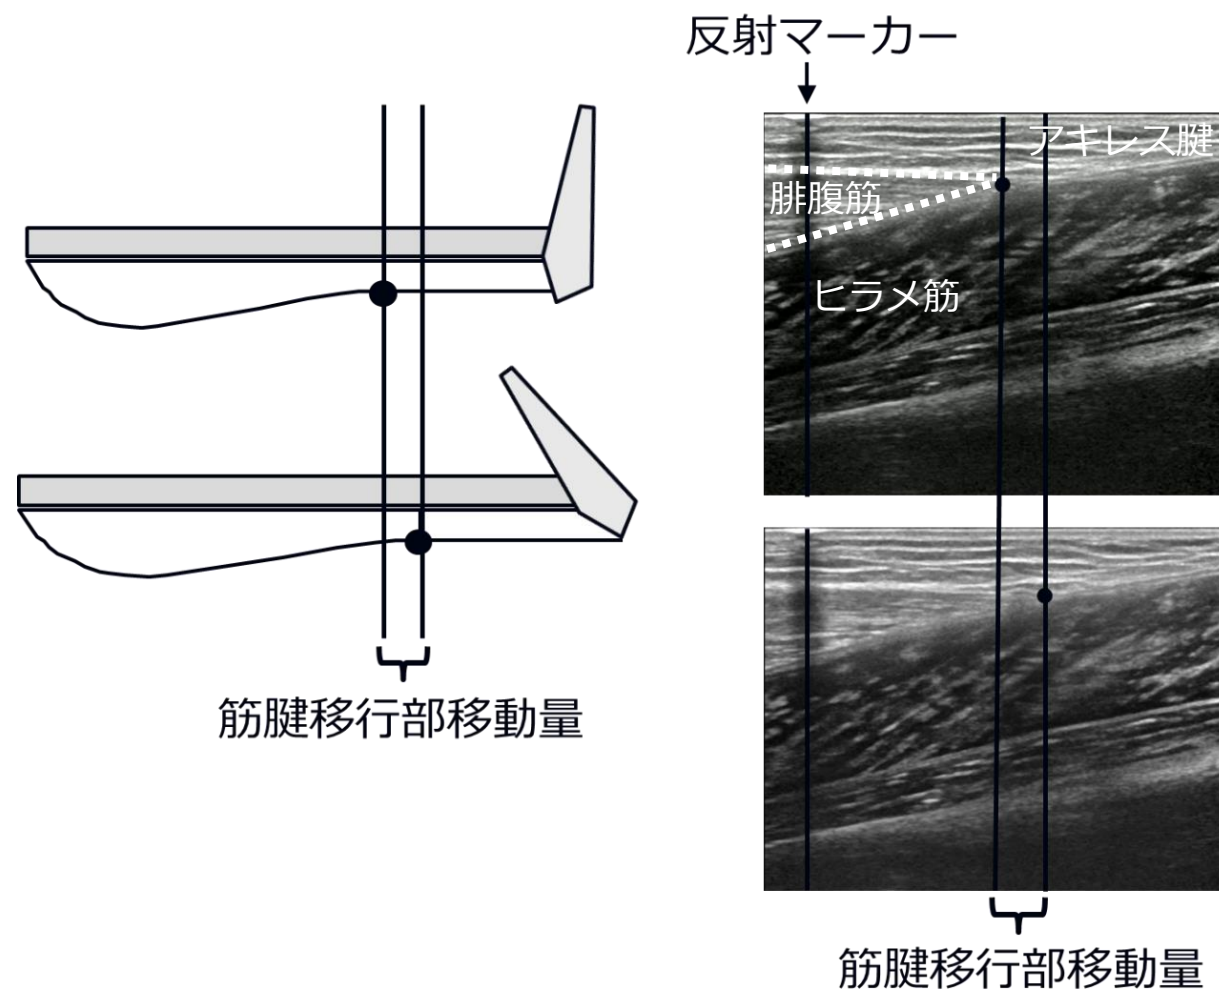 反射マーカー
アキレス腱
腓腹筋
ヒラメ筋
筋腱移行部移動量
筋腱移行部移動量